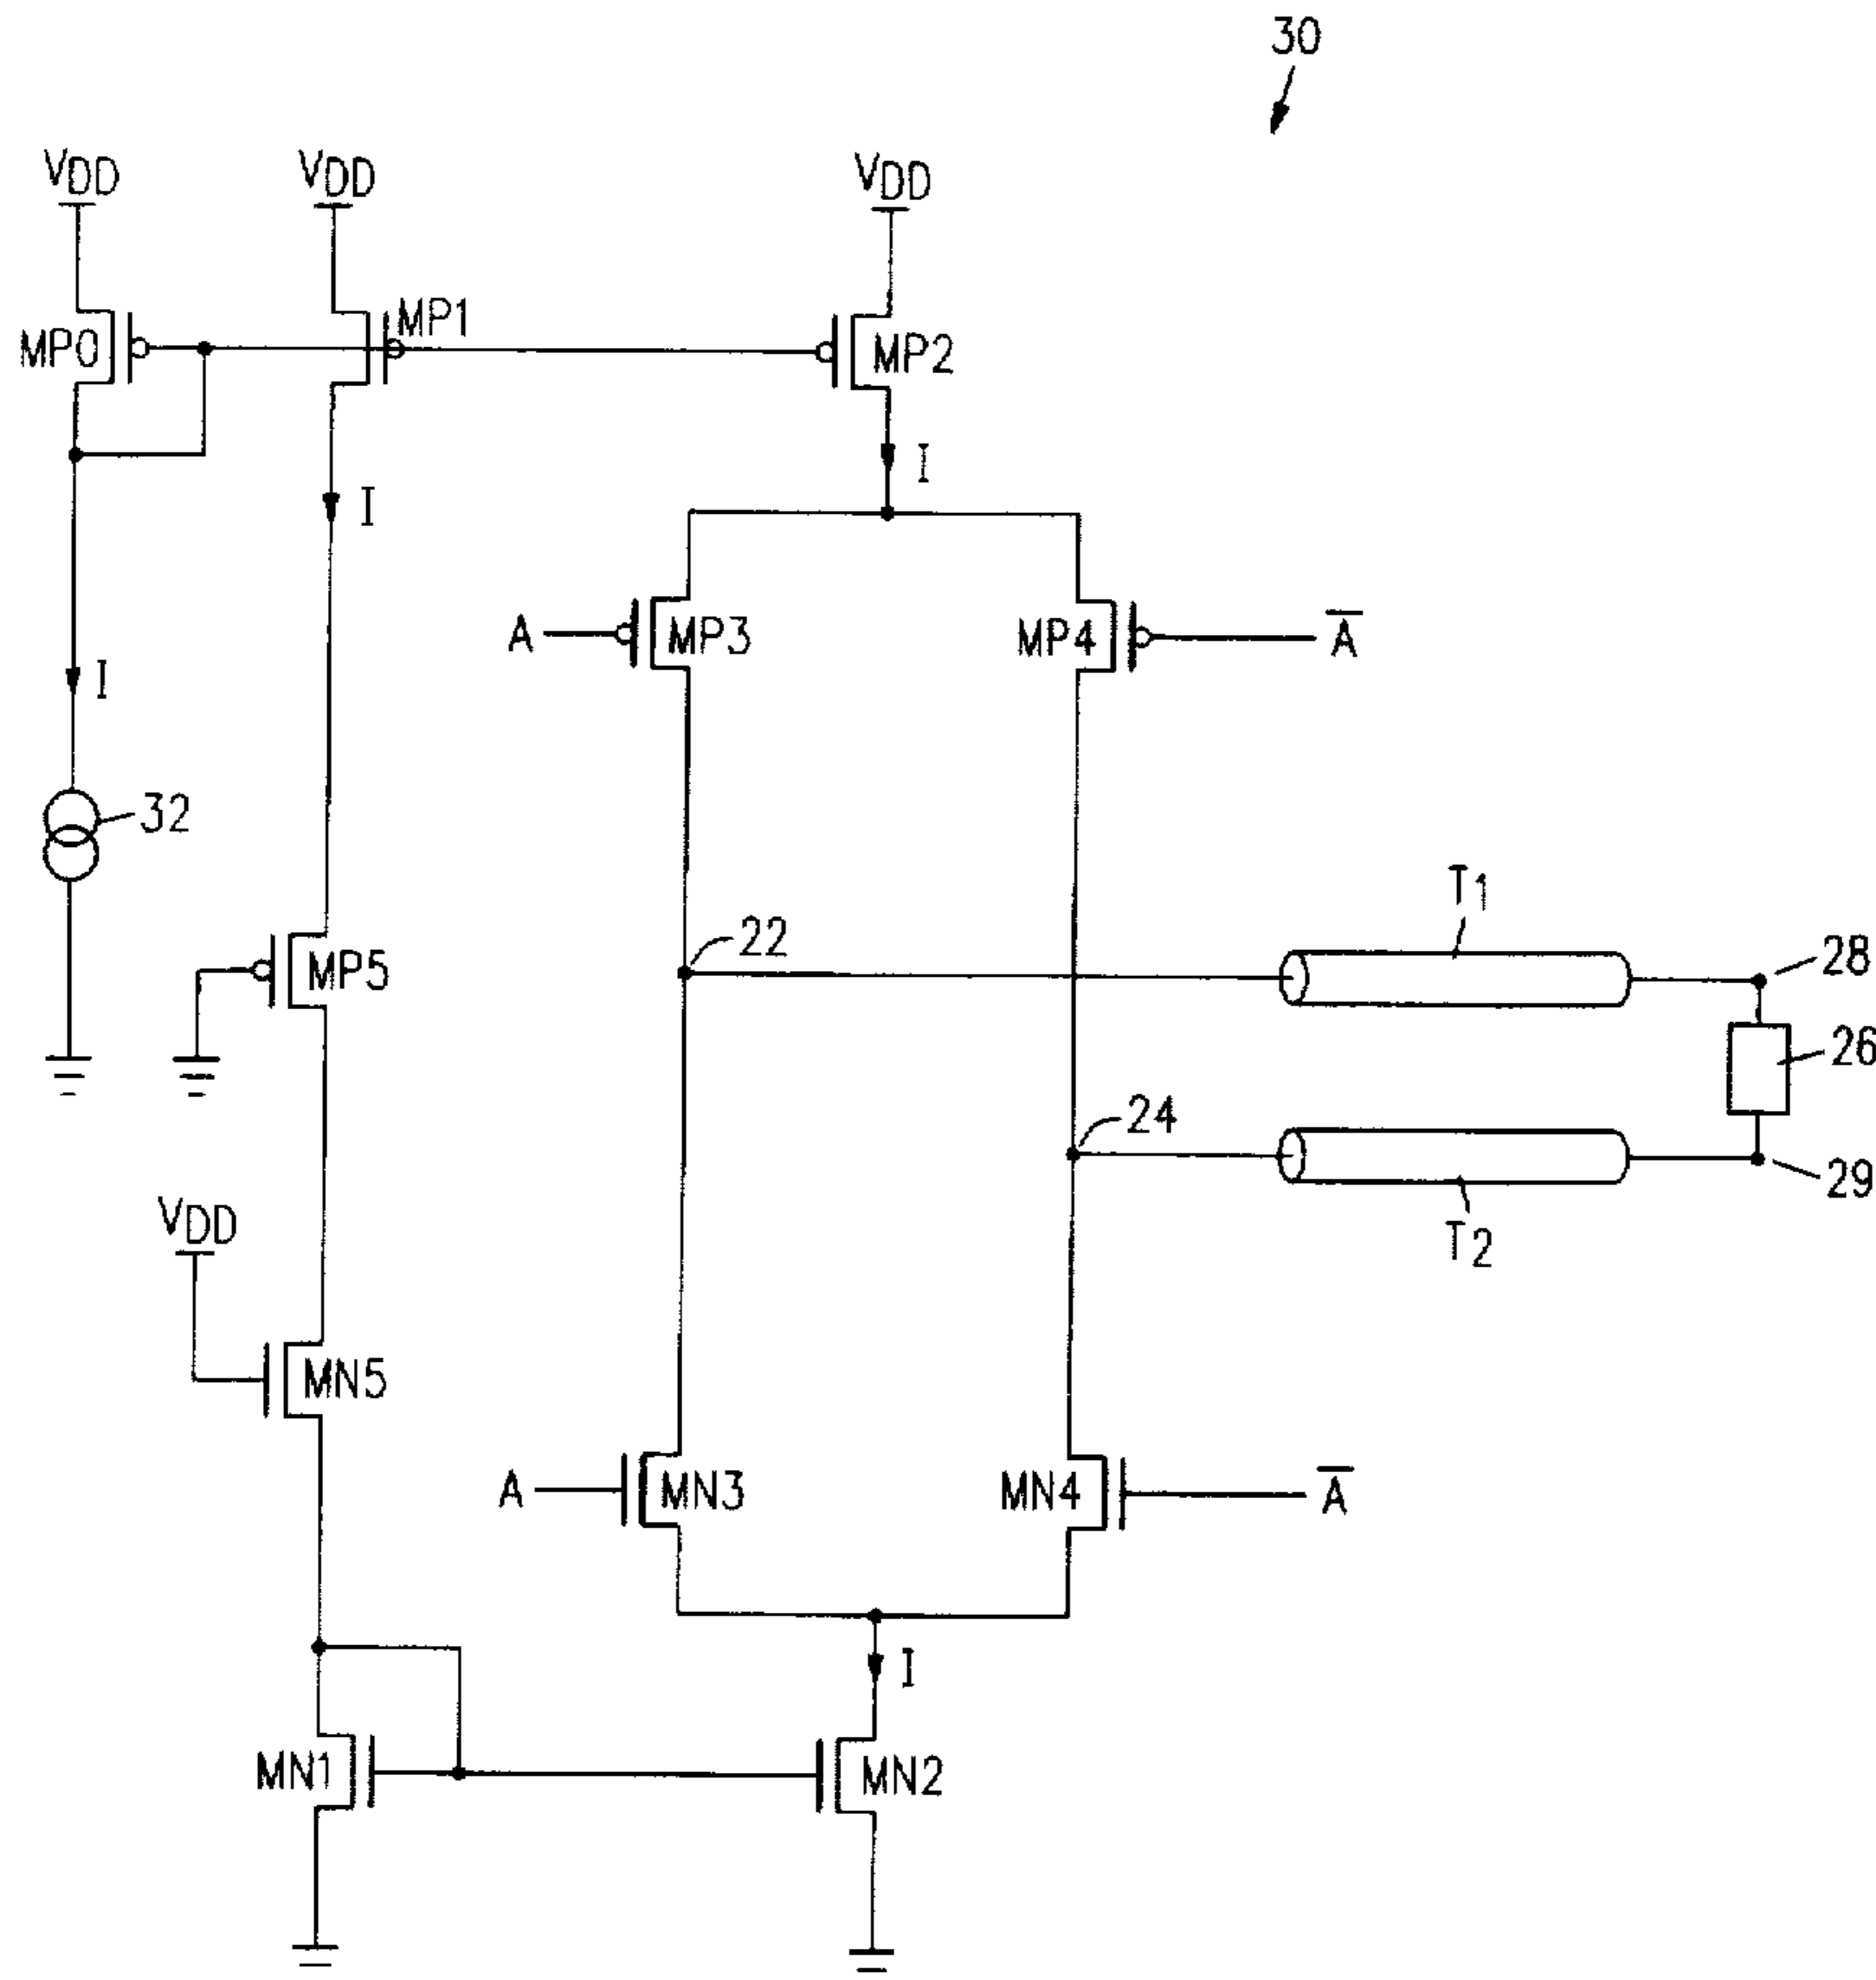 30
VDD
VDD
VDD
MP0
MP1
MP2
I
I
I
A
MP3
MP4
A̅
32
T1
22
28
MP5
26
24
29
VDD
T2
MN5
A
MN3
MN4
A̅
I
MN1
MN2